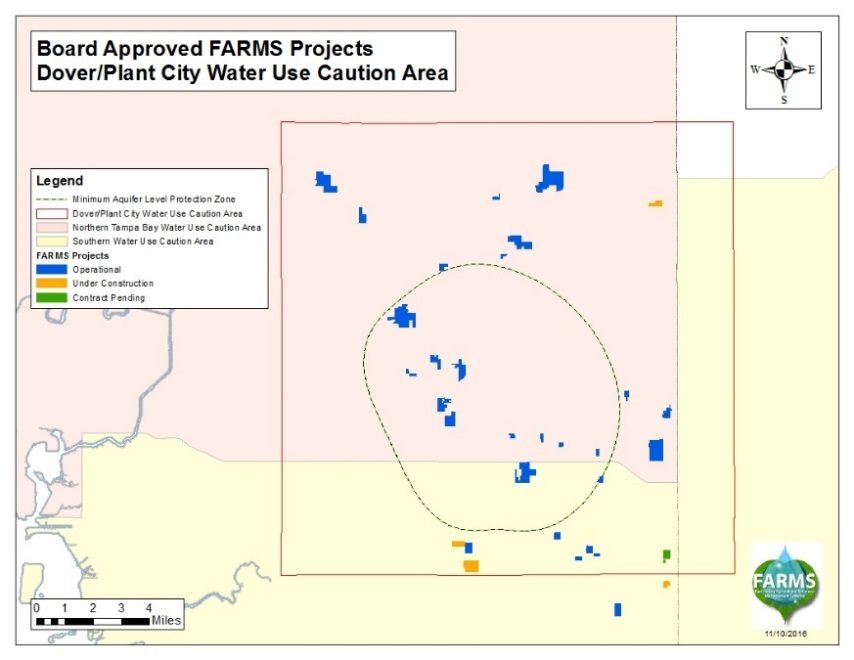 Board Approved FARMS Projects
Dover/Plant City Water Use Caution Area
N
W E
S
Legend
Minimum Aquifer Level Protection Zone
Dover/Plant City Water Use Caution Area
Northern Tampa Bay Water Use Caution Area
Southern Water Use Caution Area
FARMS Projects
Operational
Under Construction
Contract Pending
0 1 2 3 4
Miles
FARMS
11/10/2016